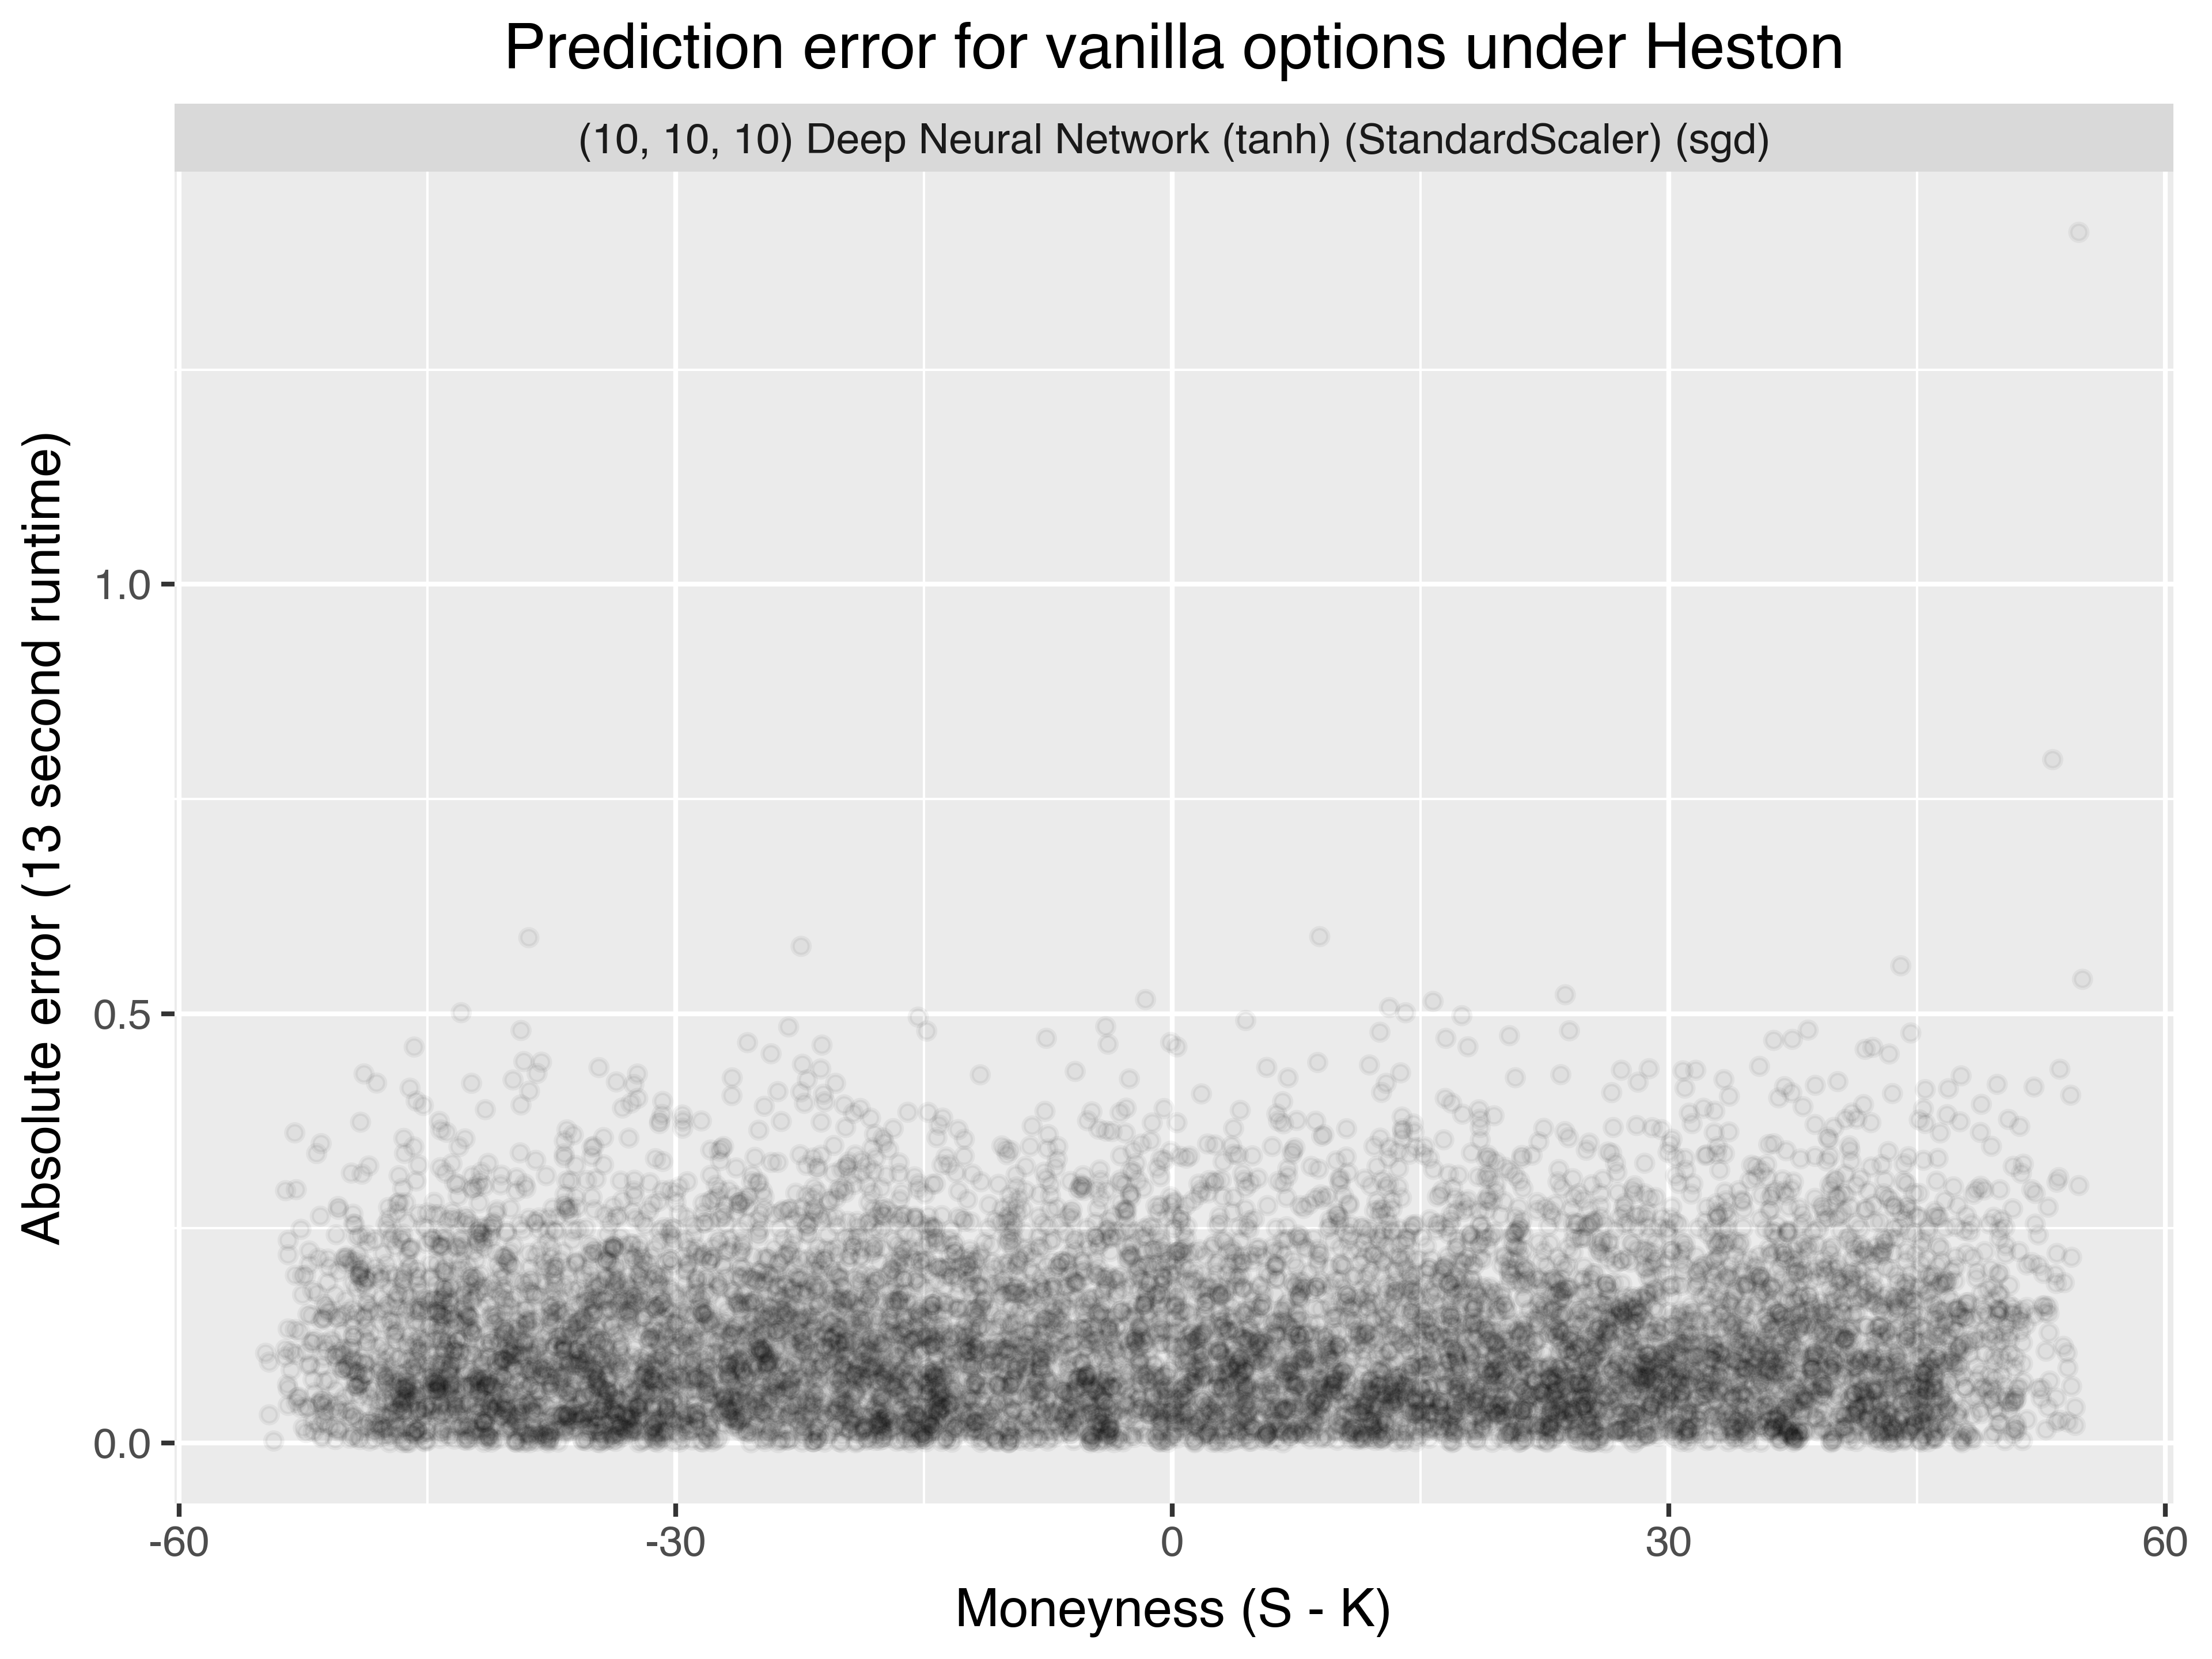 Prediction error for vanilla options under Heston
(10, 10, 10) Deep Neural Network (tanh) (StandardScaler) (sgd)
Absolute error (13 second runtime)
1.0
0.5
0.0
-60 -30 0 30 60
Moneyness (S - K)